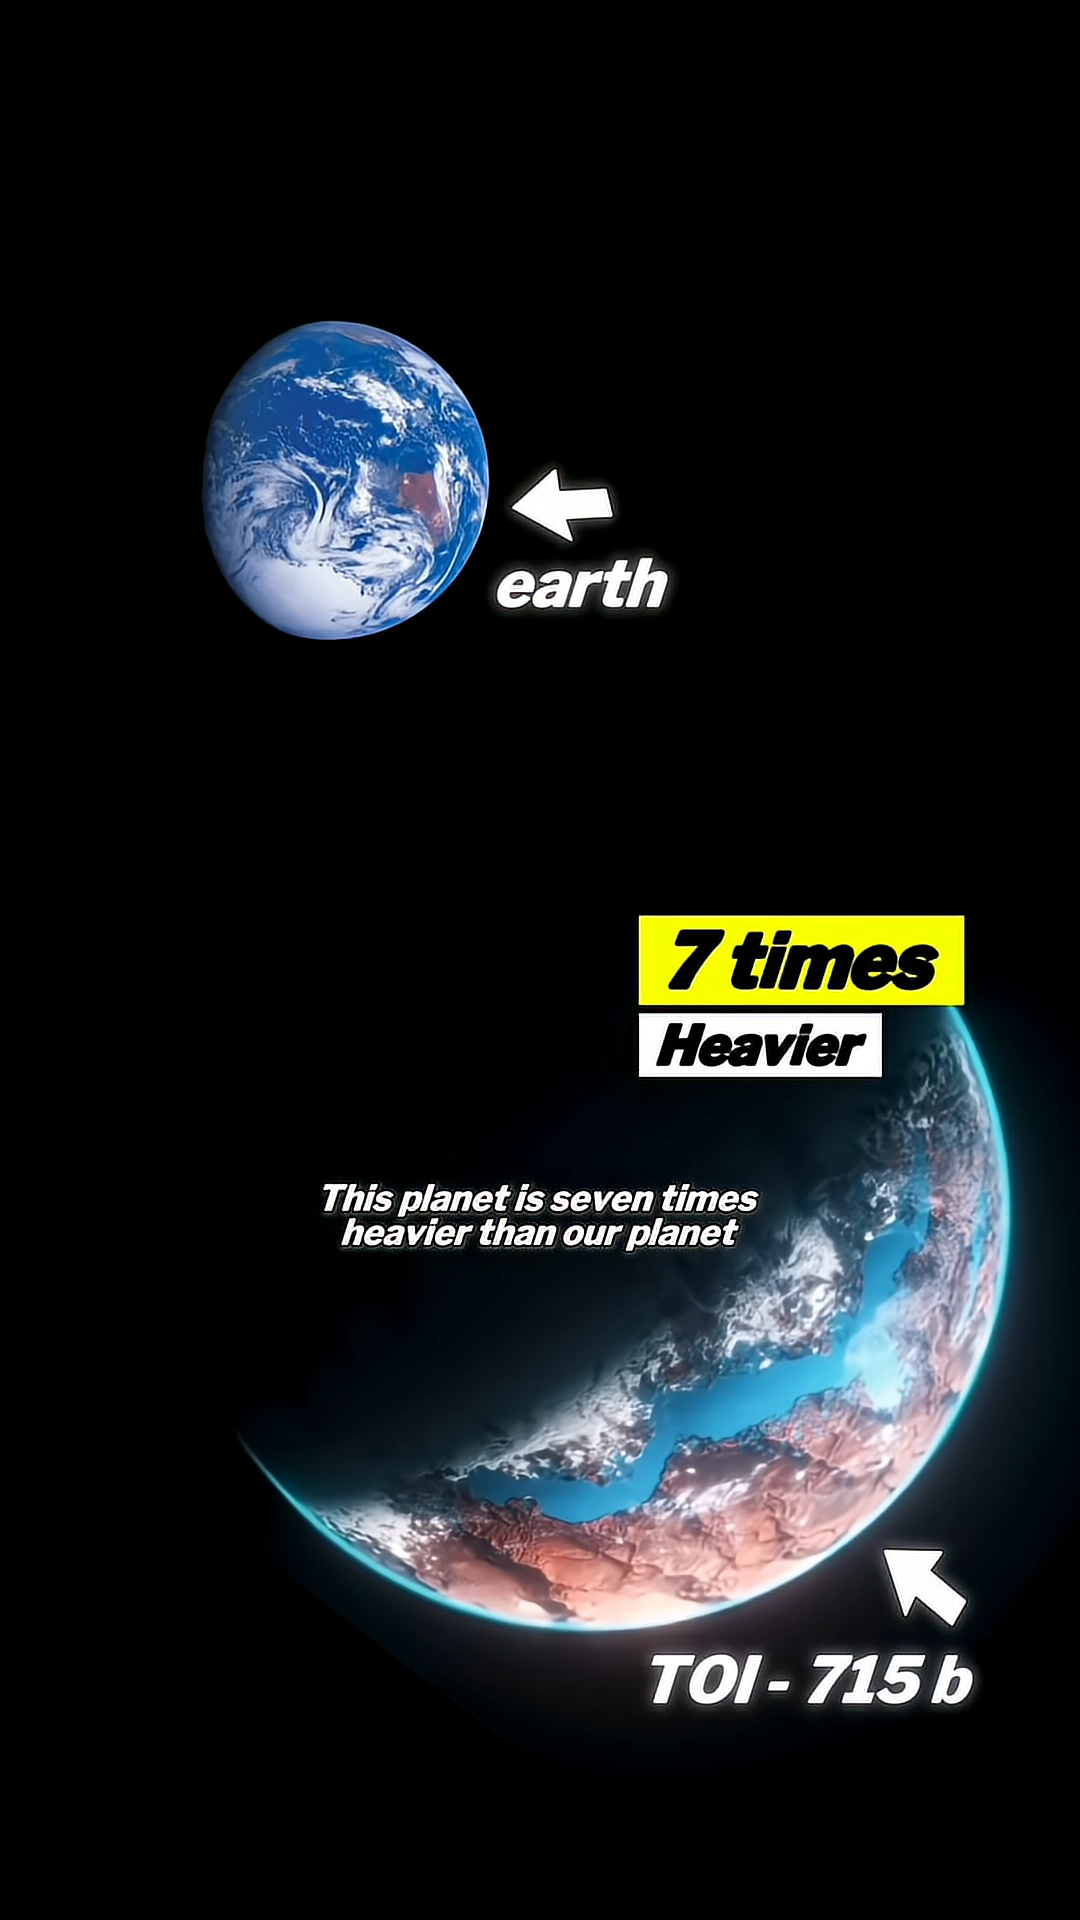 earth
7 times
Heavier
This planet is seven times
heavier than our planet
TOI - 715 b